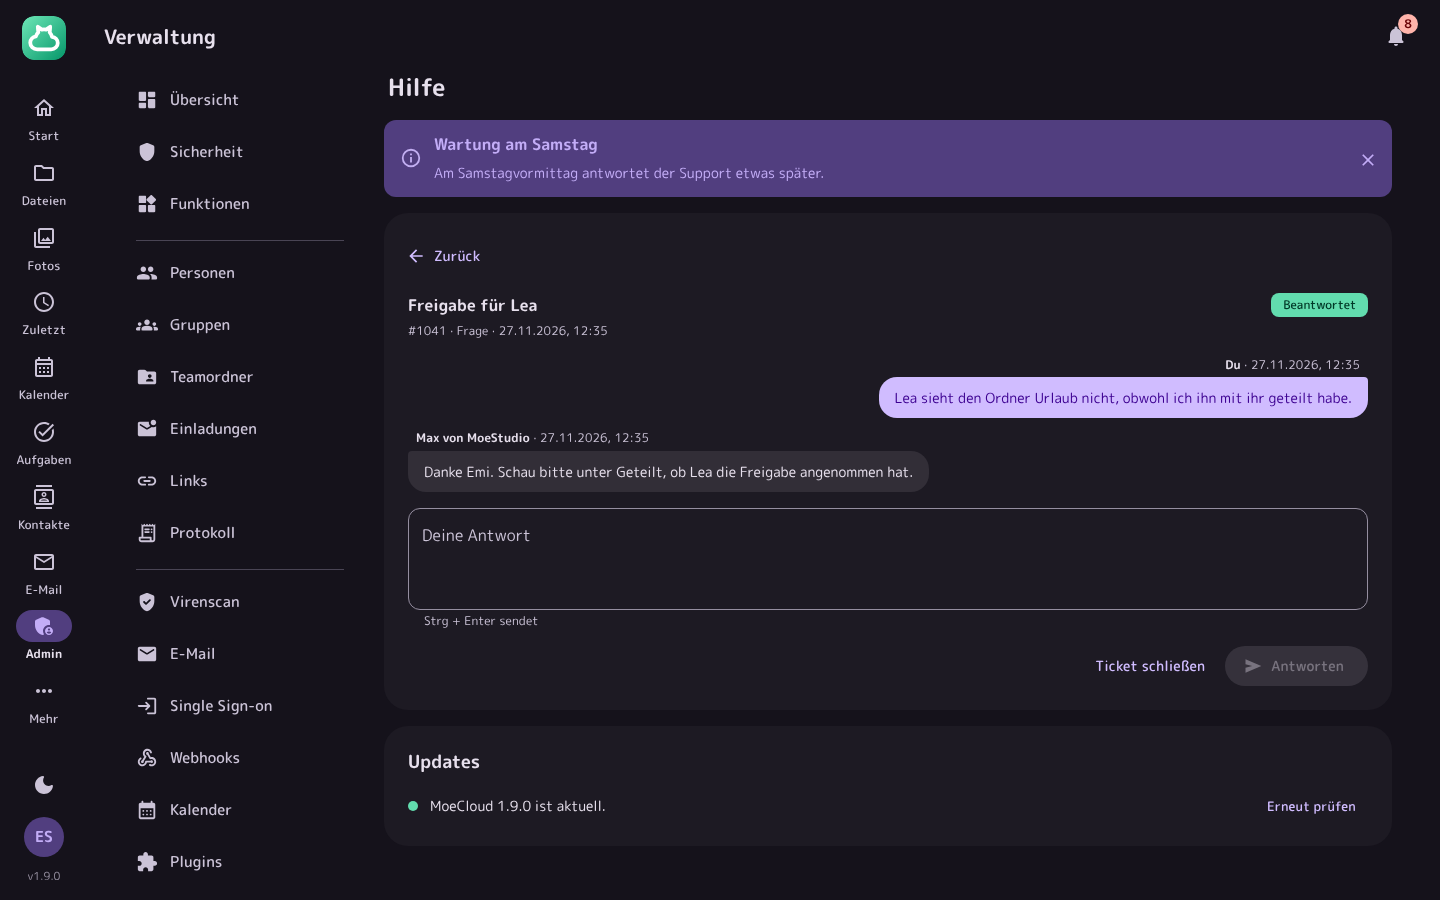 Verwaltung
8
Start
Dateien
Fotos
Zuletzt
Kalender
Aufgaben
Kontakte
E-Mail
Admin
Mehr
ES
v1.9.0
Übersicht
Sicherheit
Funktionen
Personen
Gruppen
Teamordner
Einladungen
Links
Protokoll
Virenscan
E-Mail
Single Sign-on
Webhooks
Kalender
Plugins
Hilfe
Wartung am Samstag
Am Samstagvormittag antwortet der Support etwas später.
Zurück
Freigabe für Lea
Beantwortet
#1041 · Frage · 27.11.2026, 12:35
Du · 27.11.2026, 12:35
Lea sieht den Ordner Urlaub nicht, obwohl ich ihn mit ihr geteilt habe.
Max von MoeStudio · 27.11.2026, 12:35
Danke Emi. Schau bitte unter Geteilt, ob Lea die Freigabe angenommen hat.
Deine Antwort
Strg + Enter sendet
Ticket schließen
Antworten
Updates
MoeCloud 1.9.0 ist aktuell.
Erneut prüfen